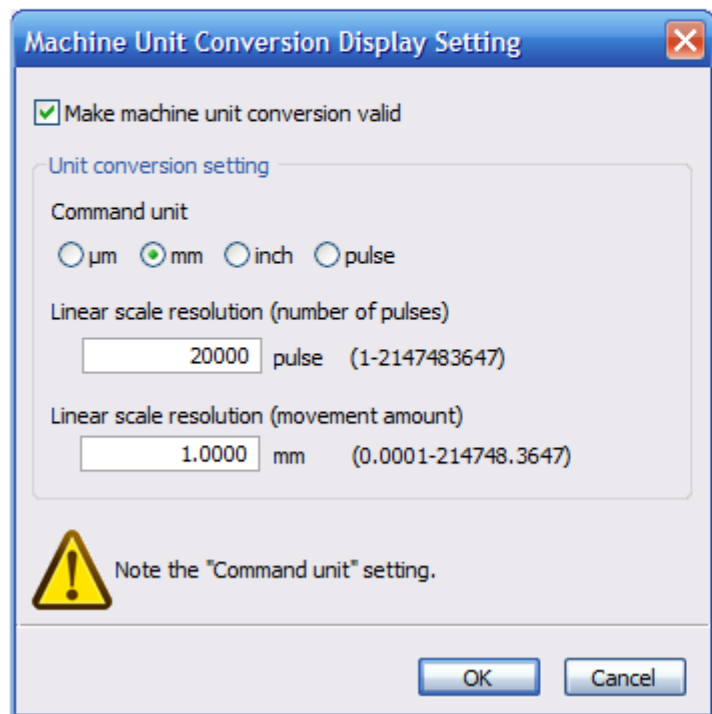 Machine Unit Conversion Display Setting
Make machine unit conversion valid
Unit conversion setting
Command unit
µm mm inch pulse
Linear scale resolution (number of pulses)
20000 pulse (1-2147483647)
Linear scale resolution (movement amount)
1.0000 mm (0.0001-214748.3647)
Note the "Command unit" setting.
OK Cancel